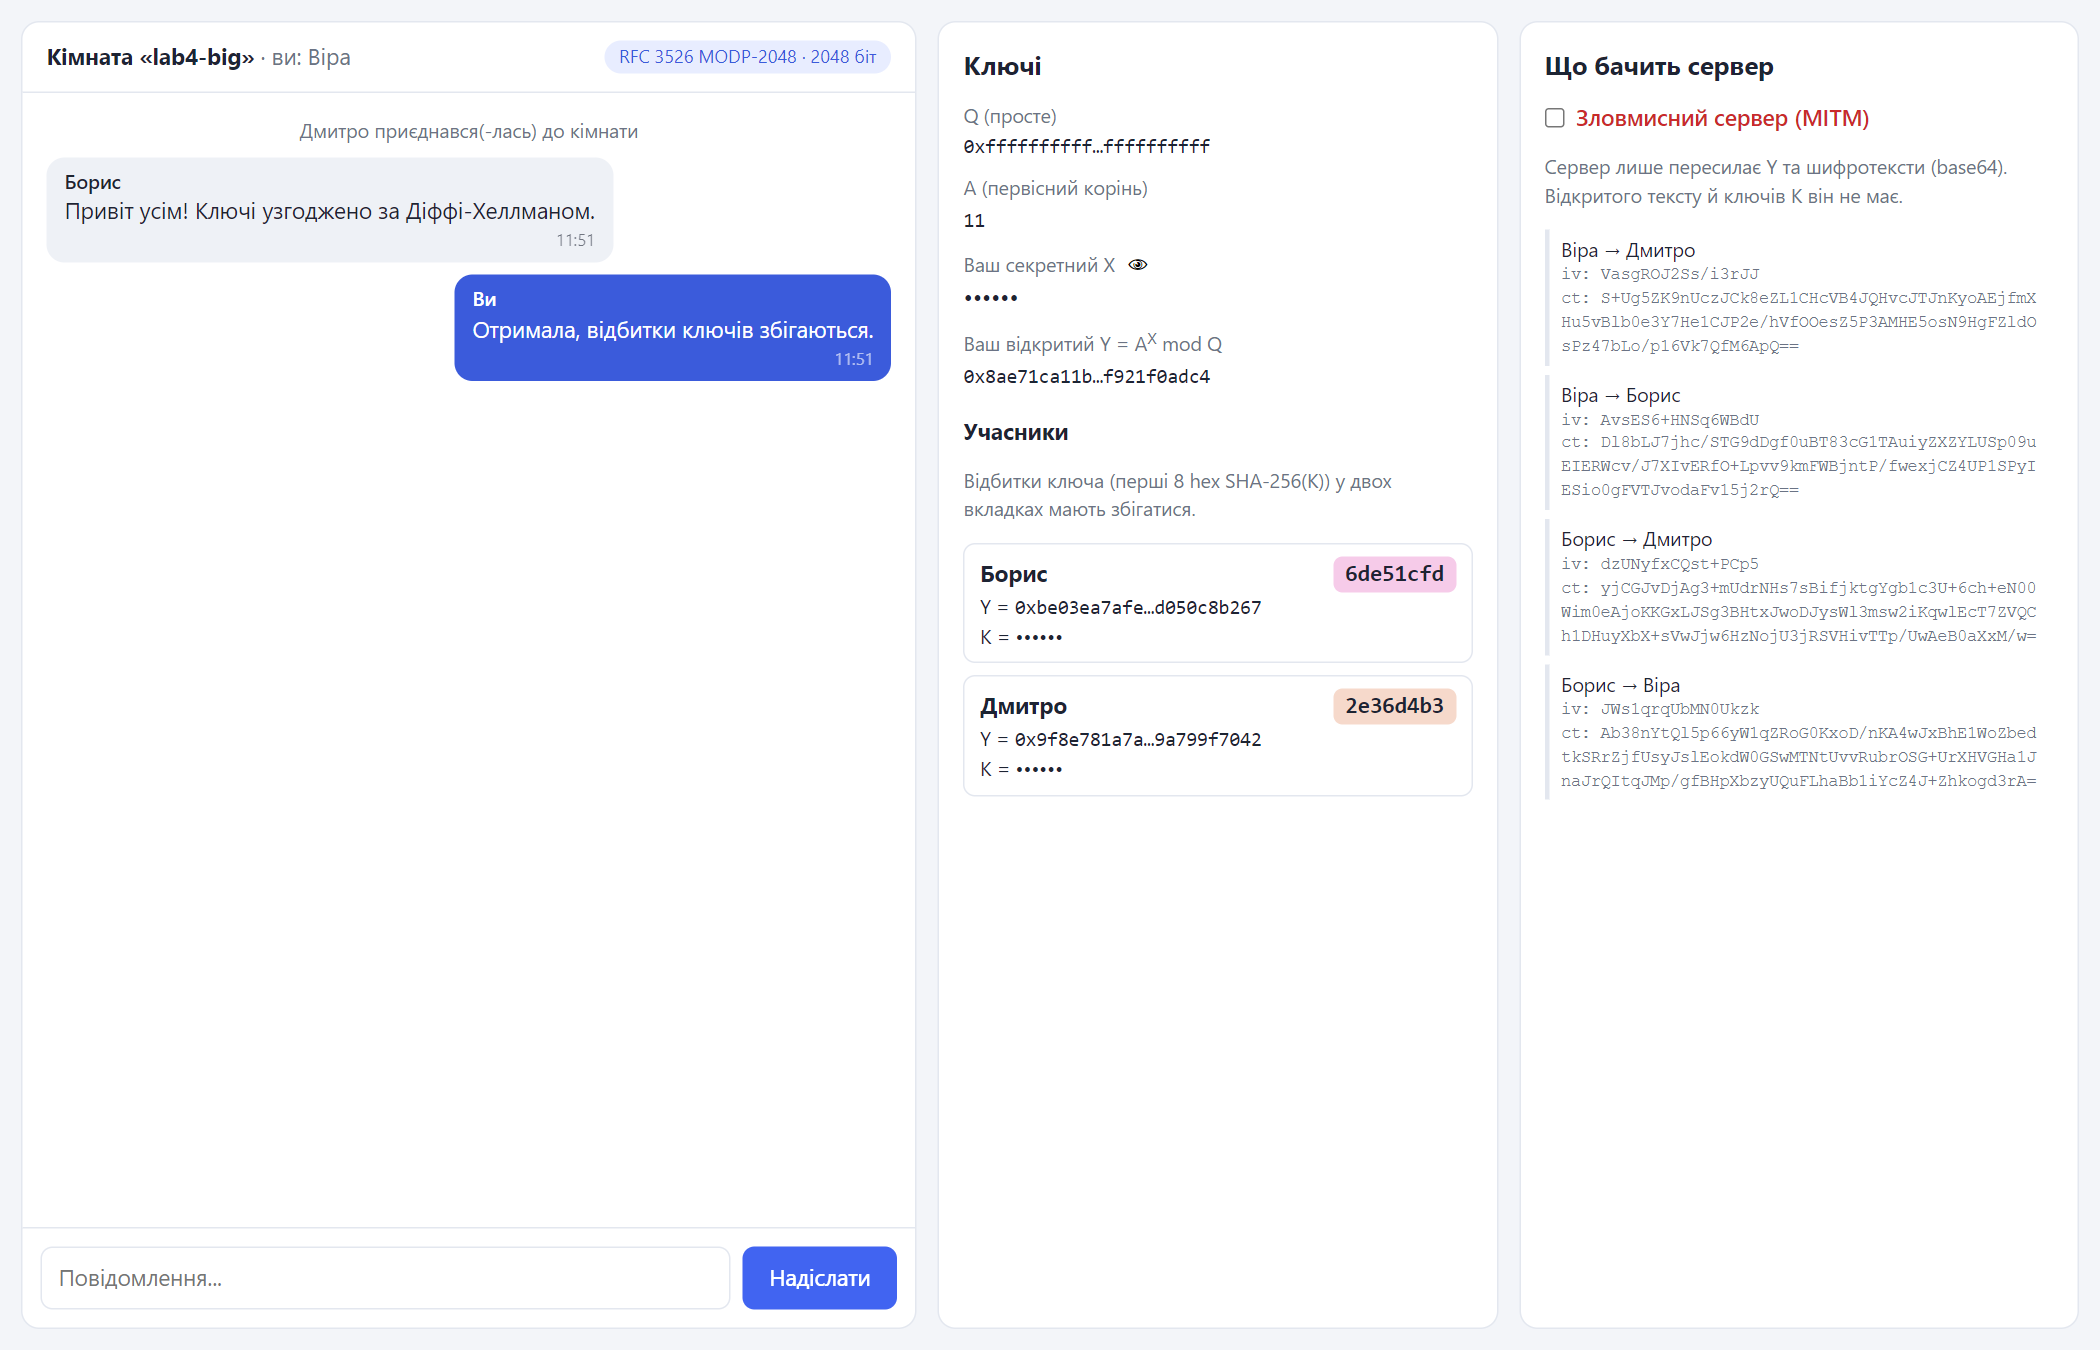 Кімната «lab4-big» · ви: Віра
RFC 3526 MODP-2048 · 2048 біт
Дмитро приєднався(-лась) до кімнати
Борис
Привіт усім! Ключі узгоджено за Діффі-Хеллманом.
11:51
Ви
Отримала, відбитки ключів збігаються.
11:51
Повідомлення...
Надіслати
Ключі
Q (просте)
0xffffffffff…ffffffffff
A (первісний корінь)
11
Ваш секретний X
••••••
Ваш відкритий Y = A^X mod Q
0x8ae71ca11b…f921f0adc4
Учасники
Відбитки ключа (перші 8 hex SHA-256(K)) у двох
вкладках мають збігатися.
Борис
6de51cfd
Y = 0xbe03ea7afe…d050c8b267
K = ••••••
Дмитро
2e36d4b3
Y = 0x9f8e781a7a…9a799f7042
K = ••••••
Що бачить сервер
Зловмисний сервер (MITM)
Сервер лише пересилає Y та шифротексти (base64).
Відкритого тексту й ключів K він не має.
Віра → Дмитро
iv: VasgROJ2Ss/i3rJJ
ct: S+Ug5ZK9nUczJCk8eZL1CHcVB4JQHvcJTJnKyoAEjfmX
Hu5vBlb0e3Y7He1CJP2e/hVfOOesZ5P3AMHE5osN9HgFZldO
sPz47bLo/p16Vk7QfM6ApQ==
Віра → Борис
iv: AvsES6+HNSq6WBdU
ct: Dl8bLJ7jhc/STG9dDgf0uBT83cG1TAuiyZXZYLUSp09u
EIERWcv/J7XIvERfO+Lpvv9kmFWBjntP/fwexjCZ4UP1SPyI
ESio0gFVTJvodaFv15j2rQ==
Борис → Дмитро
iv: dzUNyfxCQst+PCp5
ct: yjCGJvDjAg3+mUdrNHs7sBifjktgYgb1c3U+6ch+eN00
Wim0eAjoKKGxLJSg3BHtxJwoDJysWl3msw2iKqwlEcT7ZVQC
h1DHuyXbX+sVwJjw6HzNojU3jRSVHivTTp/UwAeB0aXxM/w=
Борис → Віра
iv: JWs1qrqUbMN0Ukzk
ct: Ab38nYtQl5p66yW1qZRoG0KxoD/nKA4wJxBhE1WoZbed
tkSRrZjfUsyJslEokdW0GSwMTNtUvvRubrOSG+UrXHVGHa1J
naJrQItqJMp/gfBHpXbzyUQuFLhaBb1iYcZ4J+Zhkogd3rA=